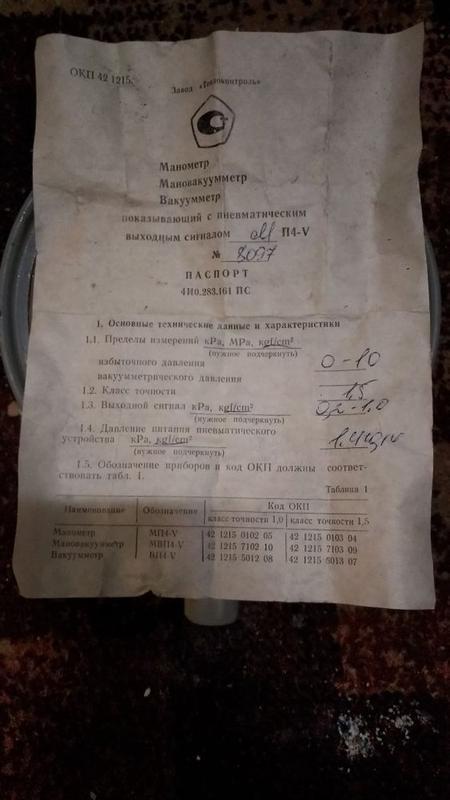 ОКП 42 1215.
Завод «Теплоконтроль»
Манометр
Мановакуумметр
Вакуумметр
показывающий с пневматическим
выходным сигналом М П4-V
№ 8097
ПАСПОРТ
4Ю0.283.161 ПС
1. Основные технические данные и характеристики
1.1. Пределы измерений kPa, MPa, kgf/cm²
(нужное подчеркнуть)
избыточного давления 0-10
вакуумметрического давления
1.2. Класс точности 1,5
1.3. Выходной сигнал kPa, kgf/cm² 0,2-1,0
(нужное подчеркнуть)
1.4. Давление питания пневматического
устройства kPa, kgf/cm² 1.4
(нужное подчеркнуть)
1.5. Обозначение приборов и код ОКП должны соответ-
ствовать табл. 1.
Таблица 1
Наименование Обозначение Код ОКП
класс точности 1,0 класс точности 1,5
Манометр МП4-V 42 1215 0102 05 42 1215 0103 04
Мановакуумметр МВП4-V 42 1215 7102 10 42 1215 7103 09
Вакуумметр ВП4-V 42 1215 5012 08 42 1215 5013 07